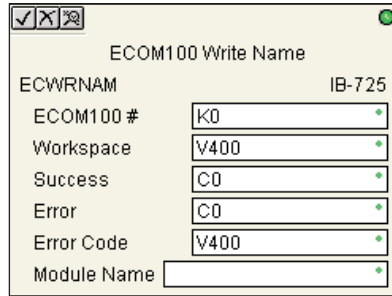 ECOM100 Write Name
ECWRNAM IB-725
ECOM100 # K0
Workspace V400
Success C0
Error C0
Error Code V400
Module Name